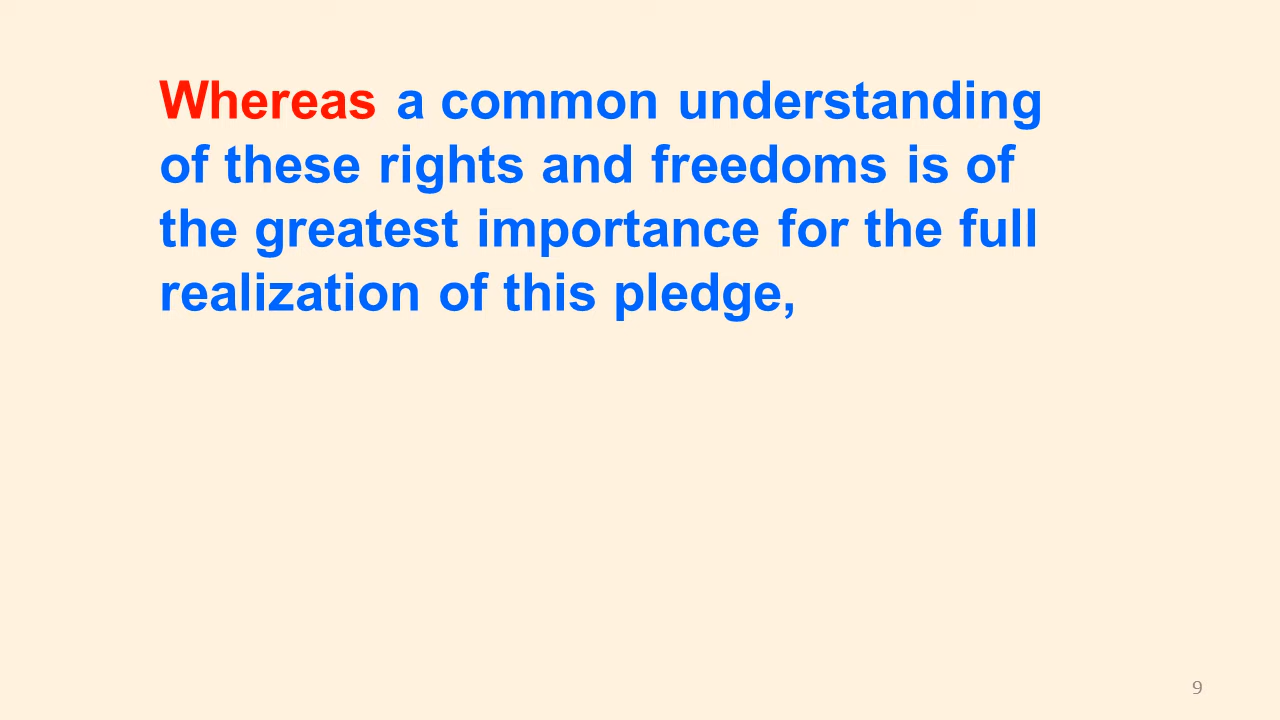 Whereas a common understanding
of these rights and freedoms is of
the greatest importance for the full
realization of this pledge,
9